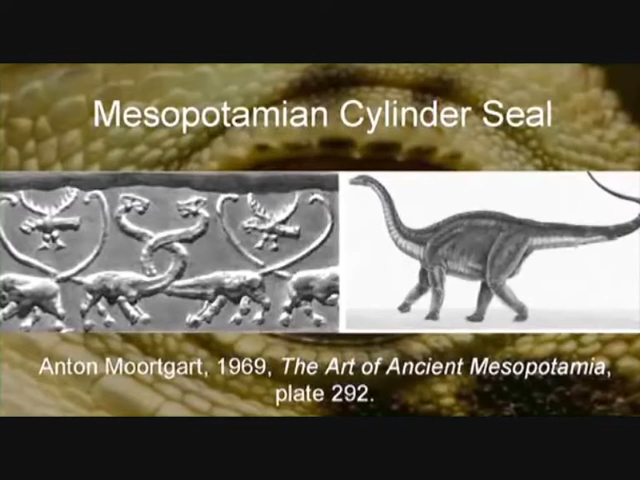 Mesopotamian Cylinder Seal
Anton Moortgart, 1969, The Art of Ancient Mesopotamia,
plate 292.